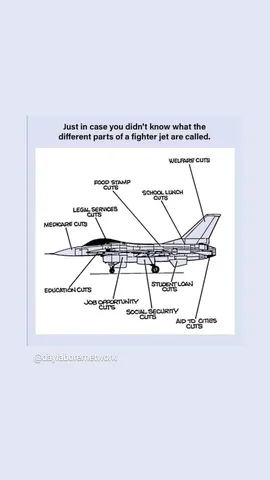 Just in case you didn't know what the
different parts of a fighter jet are called.
WELFARE CUTS
FOOD STAMP
CUTS
SCHOOL LUNCH
CUTS
LEGAL SERVICES
CUTS
MEDICARE CUTS
EDUCATION CUTS
STUDENT LOAN
CUTS
JOB OPPORTUNITY
CUTS
SOCIAL SECURITY
CUTS
AID TO CITIES
CUTS
@daylaborernetwork